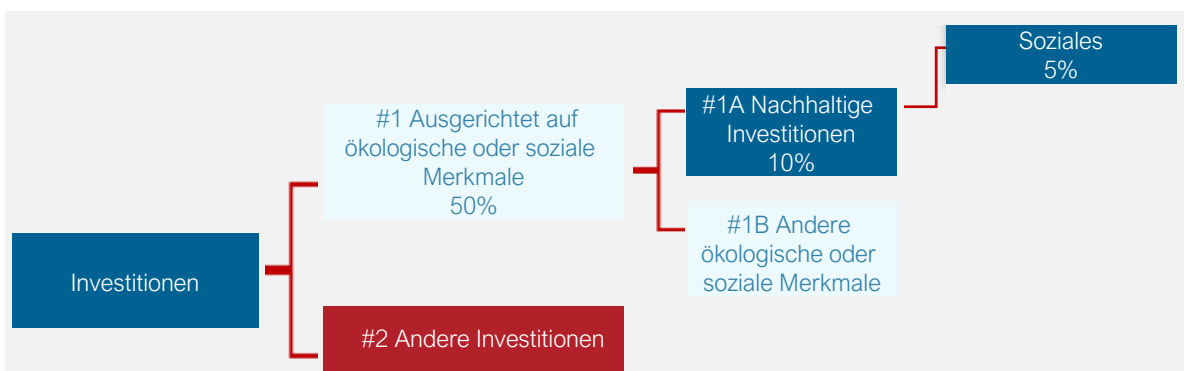 Soziales
5%
#1 Ausgerichtet auf
ökologische oder soziale
Merkmale
50%
#1A Nachhaltige
Investitionen
10%
#1B Andere
ökologische oder
soziale Merkmale
Investitionen
#2 Andere Investitionen